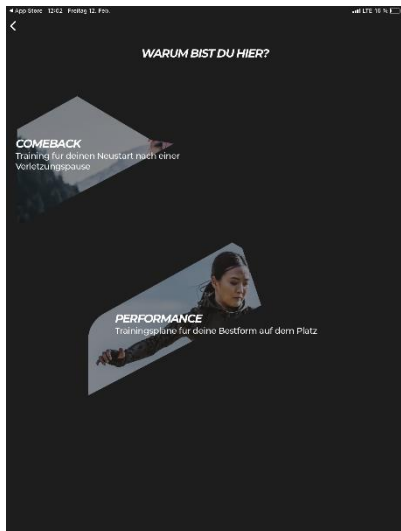 ◀ App Store 12:02 Freitag 12. Feb.
LTE 18 %
WARUM BIST DU HIER?
COMEBACK
Training für deinen Neustart nach einer
Verletzungspause
PERFORMANCE
Trainingspläne für deine Bestform auf dem Platz